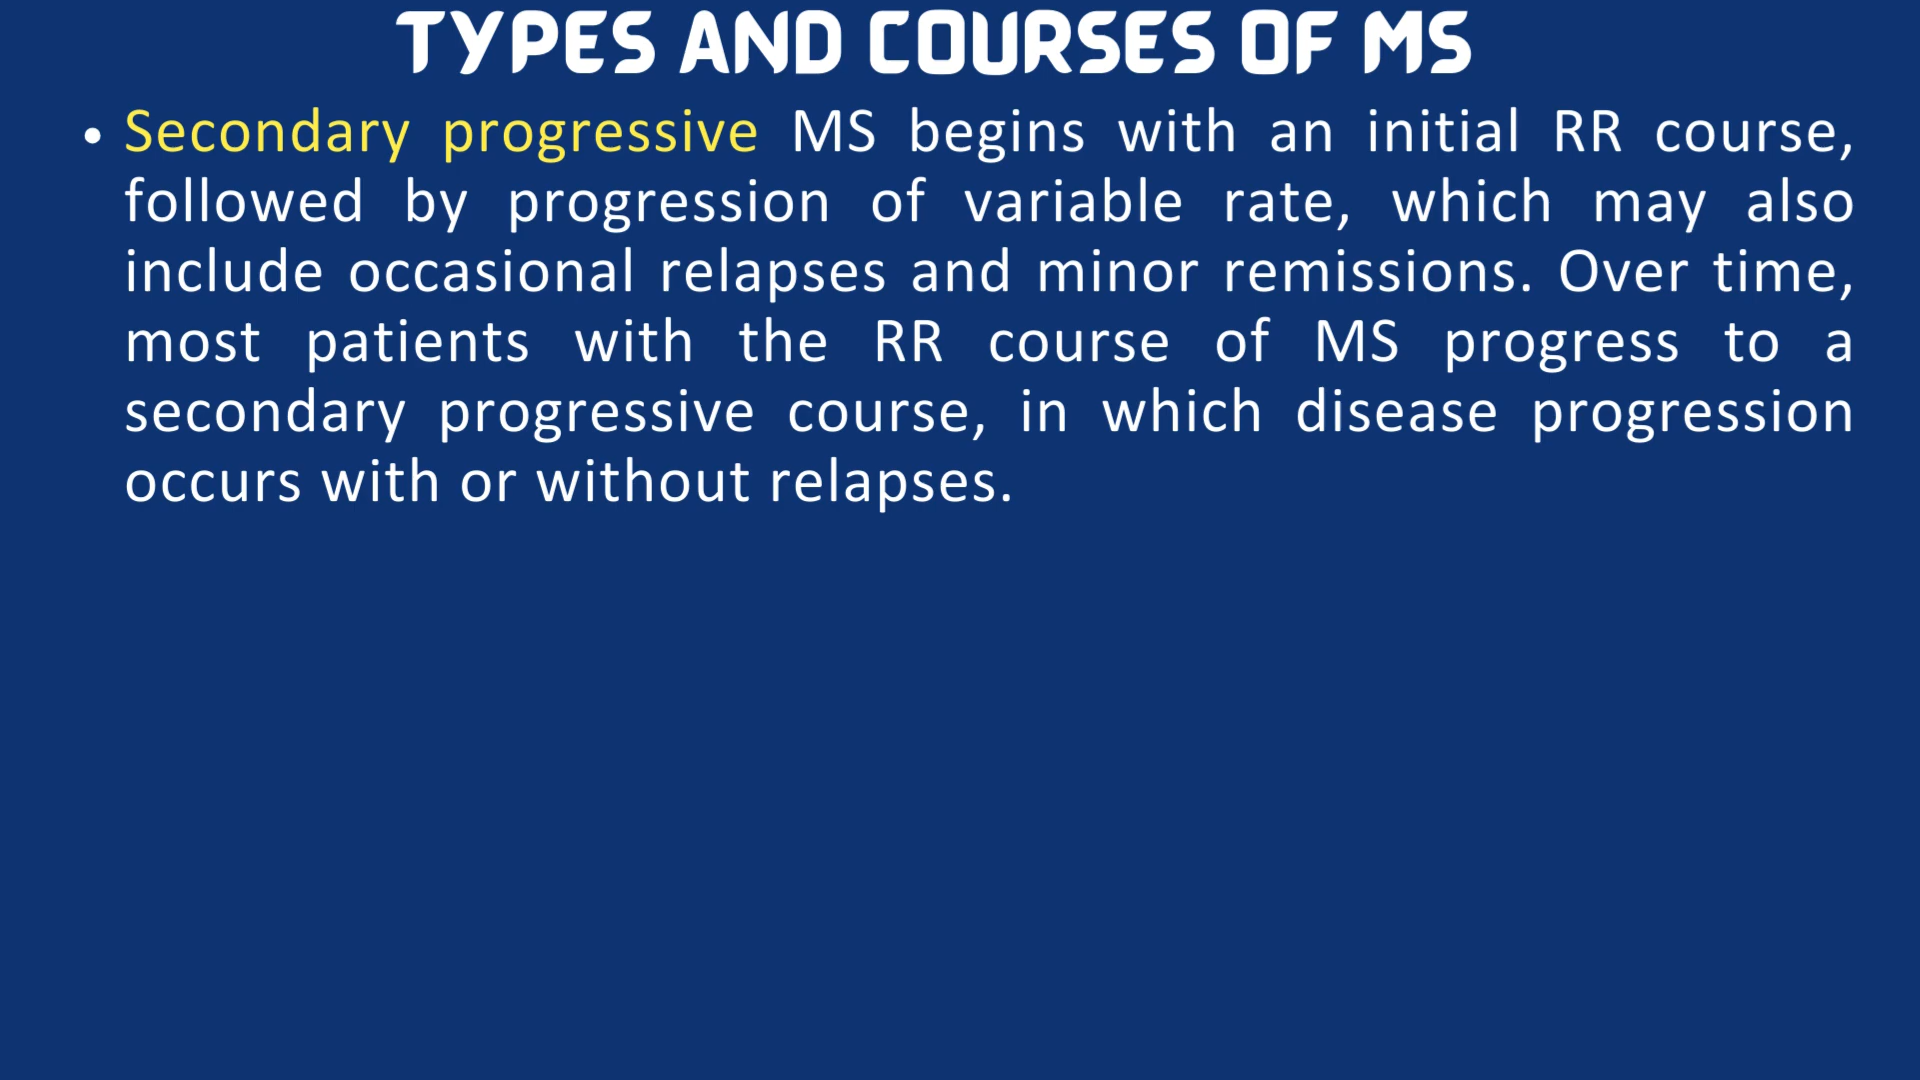 TYPES AND COURSES OF MS
• Secondary progressive MS begins with an initial RR course,
followed by progression of variable rate, which may also
include occasional relapses and minor remissions. Over time,
most patients with the RR course of MS progress to a
secondary progressive course, in which disease progression
occurs with or without relapses.